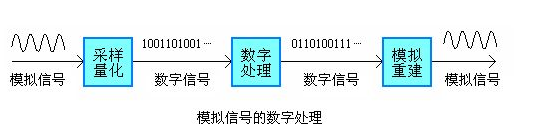 1001101001…
0110100111…
采样
量化
数字
处理
模拟
重建
模拟信号
数字信号
数字信号
模拟信号
模拟信号的数字处理